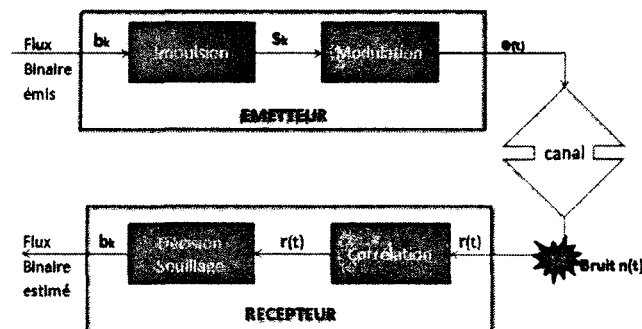 Flux
Binaire
émis
bk
Impulsion
Sk
Modulation
e(t)
EMETTEUR
canal
Bruit n(t)
r(t)
Corrélation
r(t)
Décision
Seuillage
bk
Flux
Binaire
estimé
RECEPTEUR